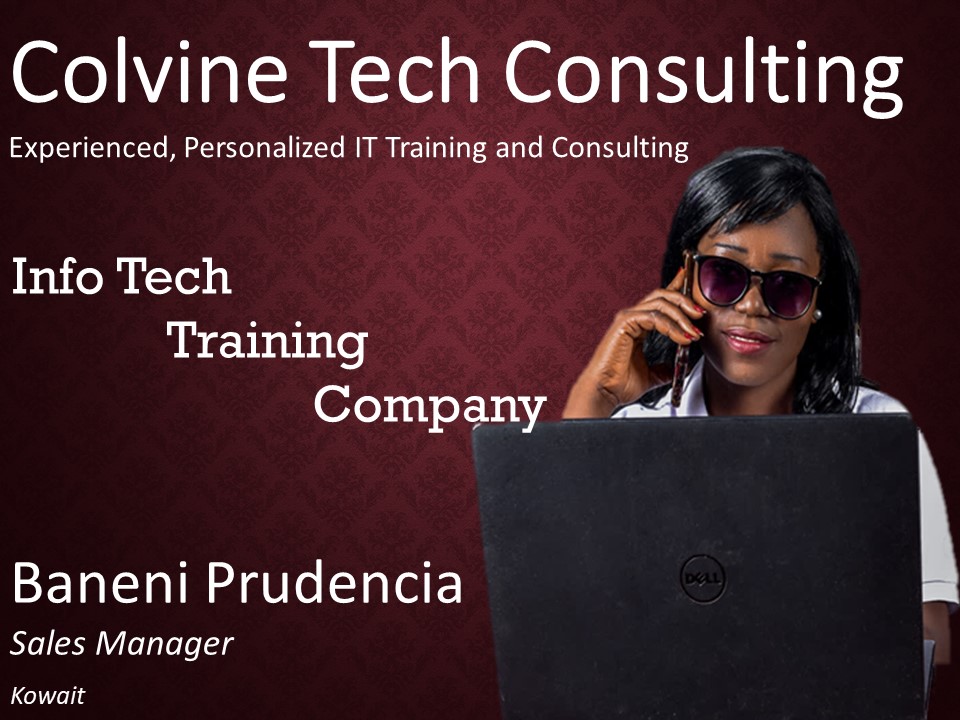 Colvine Tech Consulting
Experienced, Personalized IT Training and Consulting
Info Tech
Training
Company
DELL
Baneni Prudencia
Sales Manager
Kowait